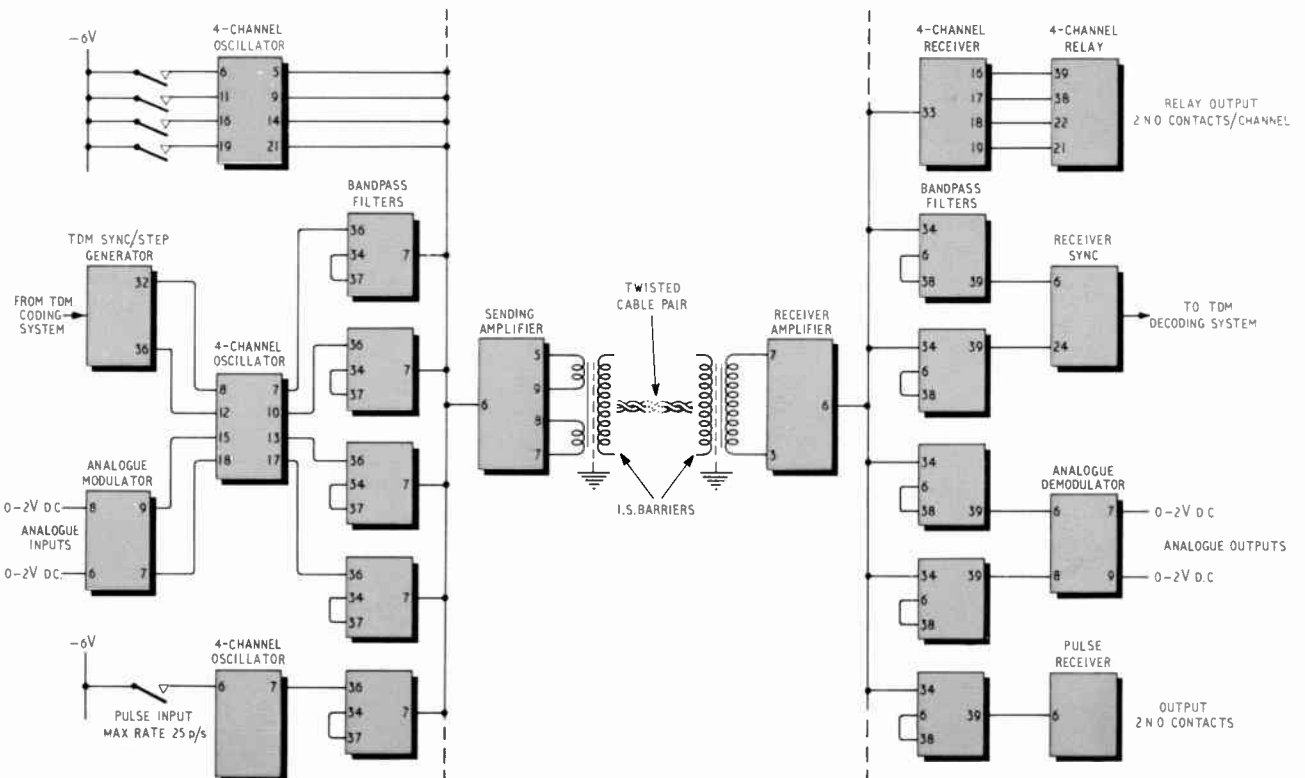 -6V
4-CHANNEL
OSCILLATOR
6 5
11 9
16 14
19 21
TDM SYNC/STEP
GENERATOR
32
36
FROM TDM
CODING
SYSTEM
4-CHANNEL
OSCILLATOR
8 7
12 10
15 13
18 17
ANALOGUE
MODULATOR
8 9
6 7
0-2V DC
ANALOGUE
INPUTS
0-2V DC.
-6V
4-CHANNEL
OSCILLATOR
6 7
PULSE INPUT
MAX RATE 25 p/s
BANDPASS
FILTERS
36
34 7
37
36
34 7
37
36
34 7
37
36
34 7
37
36
34 7
37
SENDING
AMPLIFIER
5
9
6
8
7
TWISTED
CABLE PAIR
I.S. BARRIERS
RECEIVER
AMPLIFIER
7
6
3
4-CHANNEL
RECEIVER
16
17
33
18
19
4-CHANNEL
RELAY
39
38
22
21
RELAY OUTPUT
2 N O CONTACTS/CHANNEL
BANDPASS
FILTERS
34
6 39
38
34
6 39
38
RECEIVER
SYNC
6
24
TO TDM
DECODING SYSTEM
34
6
38 39
34 39
6
38
ANALOGUE
DEMODULATOR
6 7
8 9
0-2V D C
ANALOGUE OUTPUTS
0-2V D.C
34
6 39
38
PULSE
RECEIVER
6
OUTPUT
2 N O CONTACTS